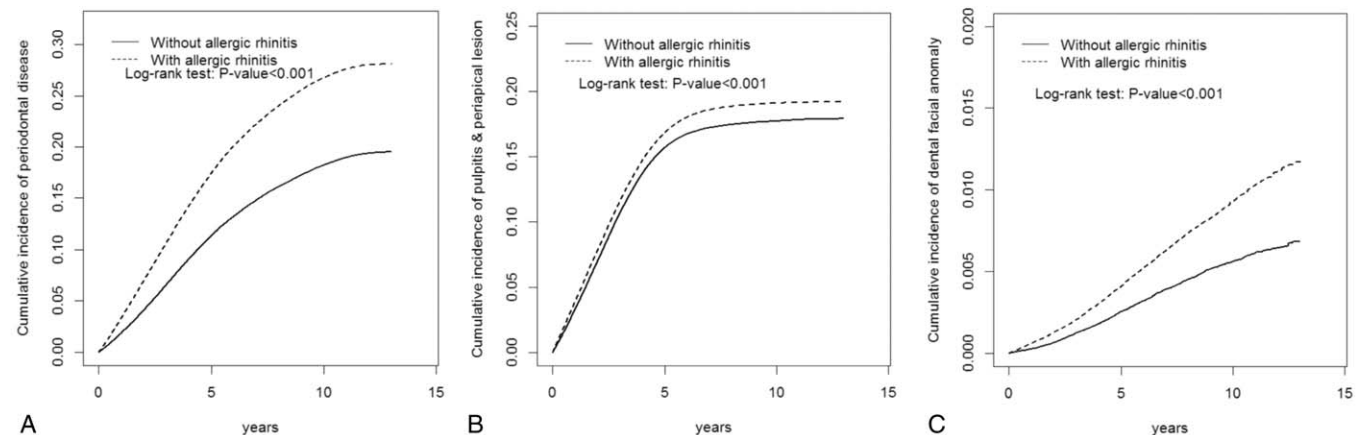 Cumulative incidence of periodontal disease
0.30
0.25
0.20
0.15
0.10
0.05
0.00
Without allergic rhinitis
With allergic rhinitis
Log-rank test: P-value<0.001
0 5 10 15
years
A
Cumulative incidence of pulpitis & periapical lesion
0.25
0.20
0.15
0.10
0.05
0.00
Without allergic rhinitis
With allergic rhinitis
Log-rank test: P-value<0.001
0 5 10 15
years
B
Cumulative incidence of dental facial anomaly
0.020
0.015
0.010
0.005
0.000
Without allergic rhinitis
With allergic rhinitis
Log-rank test: P-value<0.001
0 5 10 15
years
C